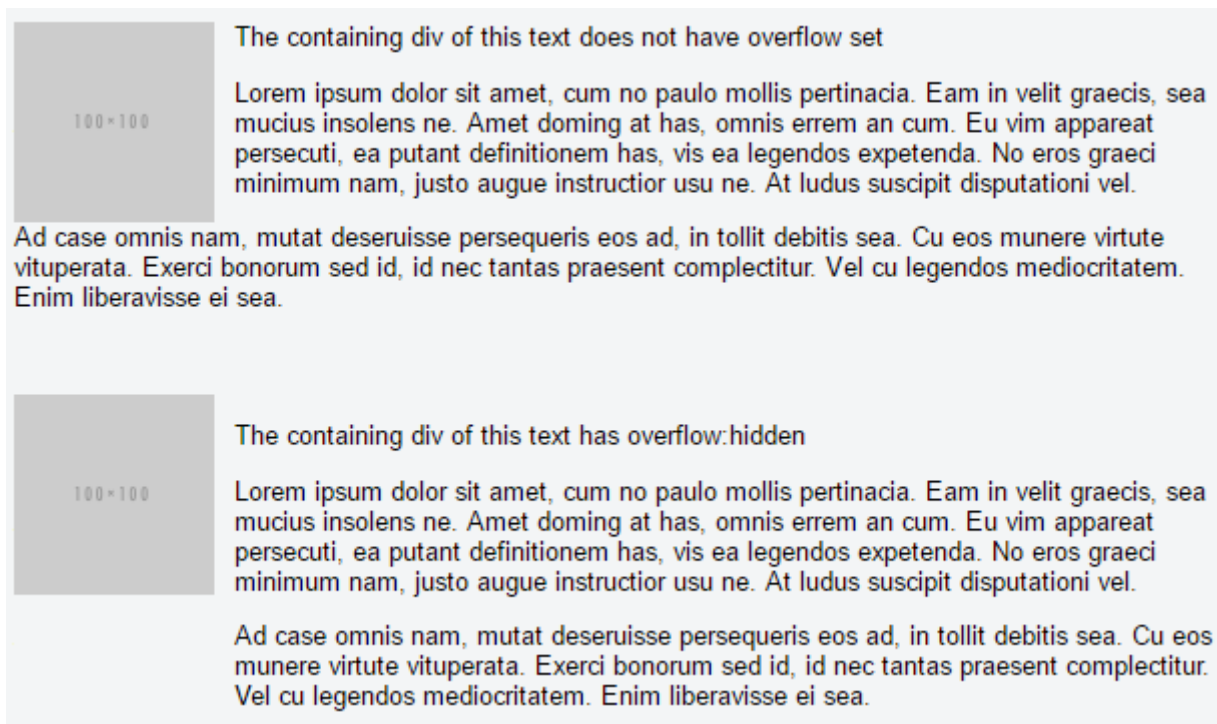 The containing div of this text does not have overflow set
100×100
Lorem ipsum dolor sit amet, cum no paulo mollis pertinacia. Eam in velit graecis, sea
mucius insolens ne. Amet doming at has, omnis errem an cum. Eu vim appareat
persecuti, ea putant definitionem has, vis ea legendos expetenda. No eros graeci
minimum nam, justo augue instructior usu ne. At ludus suscipit disputationi vel.
Ad case omnis nam, mutat deseruisse persequeris eos ad, in tollit debitis sea. Cu eos munere virtute
vituperata. Exerci bonorum sed id, id nec tantas praesent complectitur. Vel cu legendos mediocritatem.
Enim liberavisse ei sea.
The containing div of this text has overflow:hidden
100×100
Lorem ipsum dolor sit amet, cum no paulo mollis pertinacia. Eam in velit graecis, sea
mucius insolens ne. Amet doming at has, omnis errem an cum. Eu vim appareat
persecuti, ea putant definitionem has, vis ea legendos expetenda. No eros graeci
minimum nam, justo augue instructior usu ne. At ludus suscipit disputationi vel.
Ad case omnis nam, mutat deseruisse persequeris eos ad, in tollit debitis sea. Cu eos
munere virtute vituperata. Exerci bonorum sed id, id nec tantas praesent complectitur.
Vel cu legendos mediocritatem. Enim liberavisse ei sea.